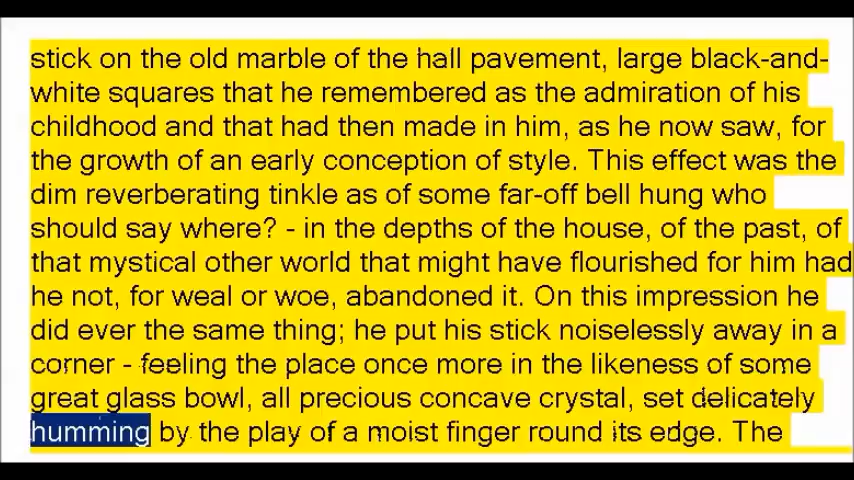 stick on the old marble of the hall pavement, large black-and-
white squares that he remembered as the admiration of his
childhood and that had then made in him, as he now saw, for
the growth of an early conception of style. This effect was the
dim reverberating tinkle as of some far-off bell hung who
should say where? - in the depths of the house, of the past, of
that mystical other world that might have flourished for him had
he not, for weal or woe, abandoned it. On this impression he
did ever the same thing; he put his stick noiselessly away in a
corner - feeling the place once more in the likeness of some
great glass bowl, all precious concave crystal, set delicately
humming by the play of a moist finger round its edge. The